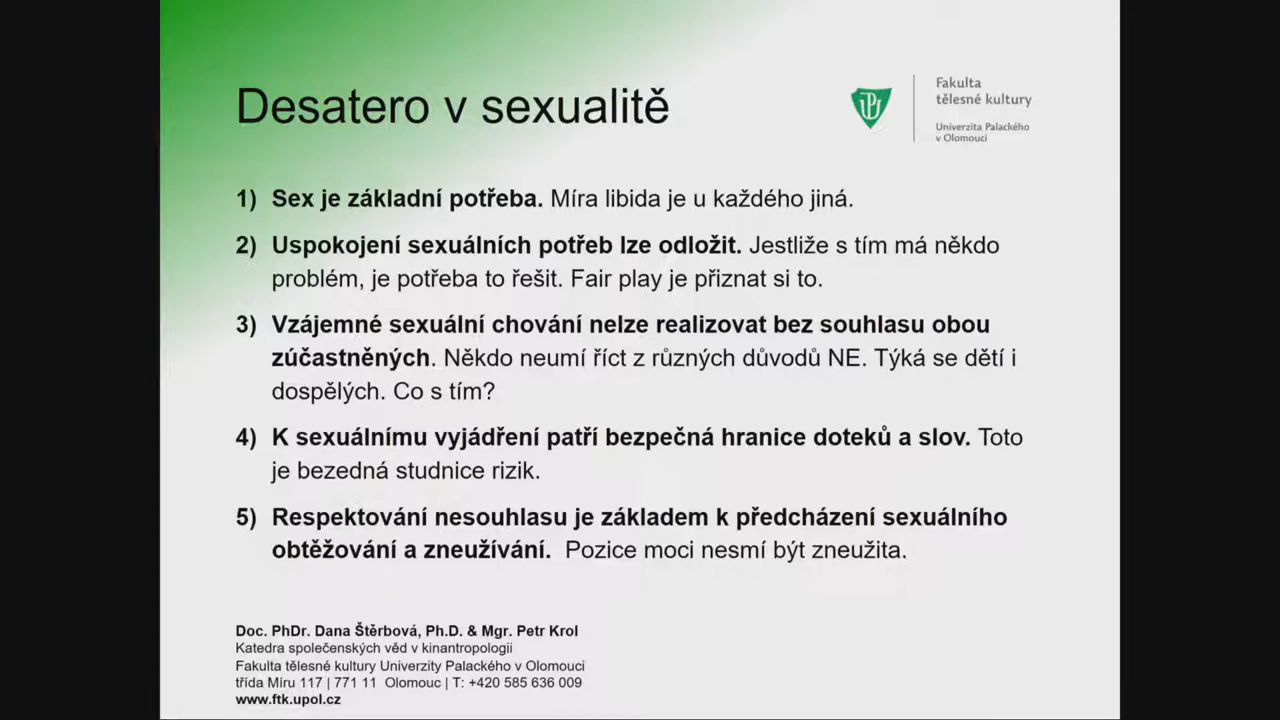 Desatero v sexualitě
Fakulta
tělesné kultury
Univerzita Palackého
v Olomouci
1) Sex je základní potřeba. Míra libida je u každého jiná.
2) Uspokojení sexuálních potřeb lze odložit. Jestliže s tím má někdo
problém, je potřeba to řešit. Fair play je přiznat si to.
3) Vzájemné sexuální chování nelze realizovat bez souhlasu obou
zúčastněných. Někdo neumí říct z různých důvodů NE. Týká se dětí i
dospělých. Co s tím?
4) K sexuálnímu vyjádření patří bezpečná hranice doteků a slov. Toto
je bezedná studnice rizik.
5) Respektování nesouhlasu je základem k předcházení sexuálního
obtěžování a zneužívání. Pozice moci nesmí být zneužita.
Doc. PhDr. Dana Štěrbová, Ph.D. & Mgr. Petr Krol
Katedra společenských věd v kinantropologii
Fakulta tělesné kultury Univerzity Palackého v Olomouci
třída Míru 117 | 771 11 Olomouc | T: +420 585 636 009
www.ftk.upol.cz